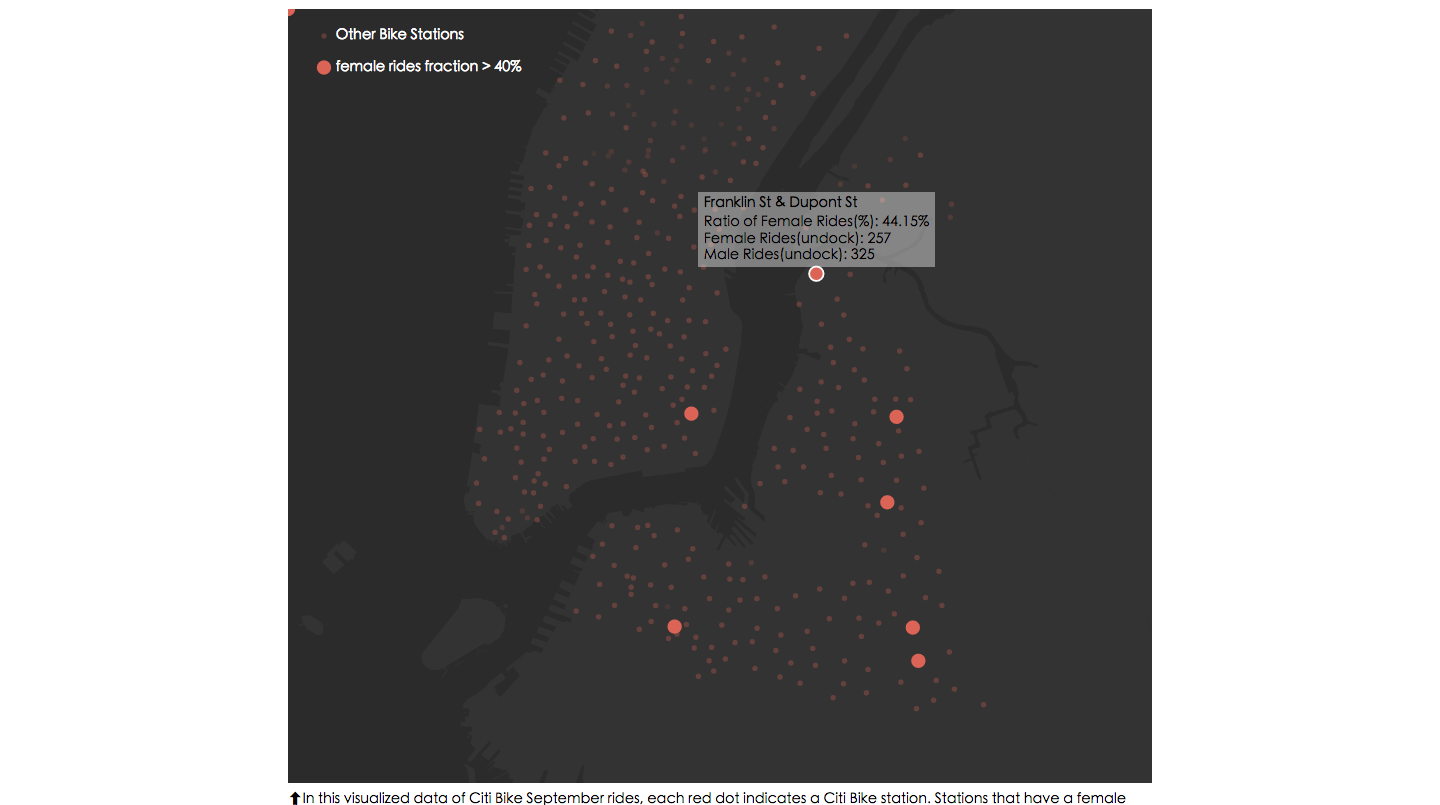 Other Bike Stations
female rides fraction > 40%
Franklin St & Dupont St
Ratio of Female Rides(%): 44.15%
Female Rides(undock): 257
Male Rides(undock): 325
⬆In this visualized data of Citi Bike September rides, each red dot indicates a Citi Bike station. Stations that have a female